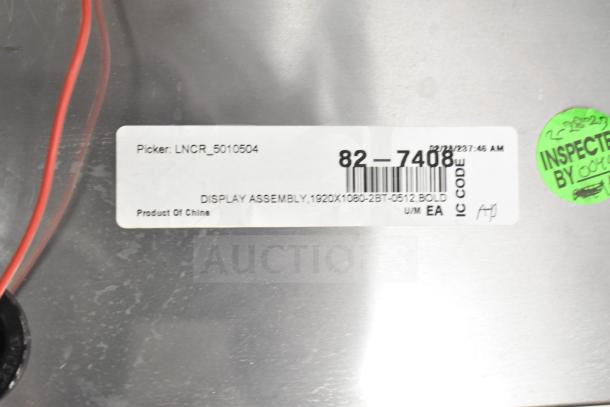 Picker: LNCR_5010504
82-7408
7:46 AM
DISPLAY ASSEMBLY,1920X1080-2BT-0512,BOLD
Product Of China
U/M EA
IC CODE
INSPECTE
BY
AUCTION